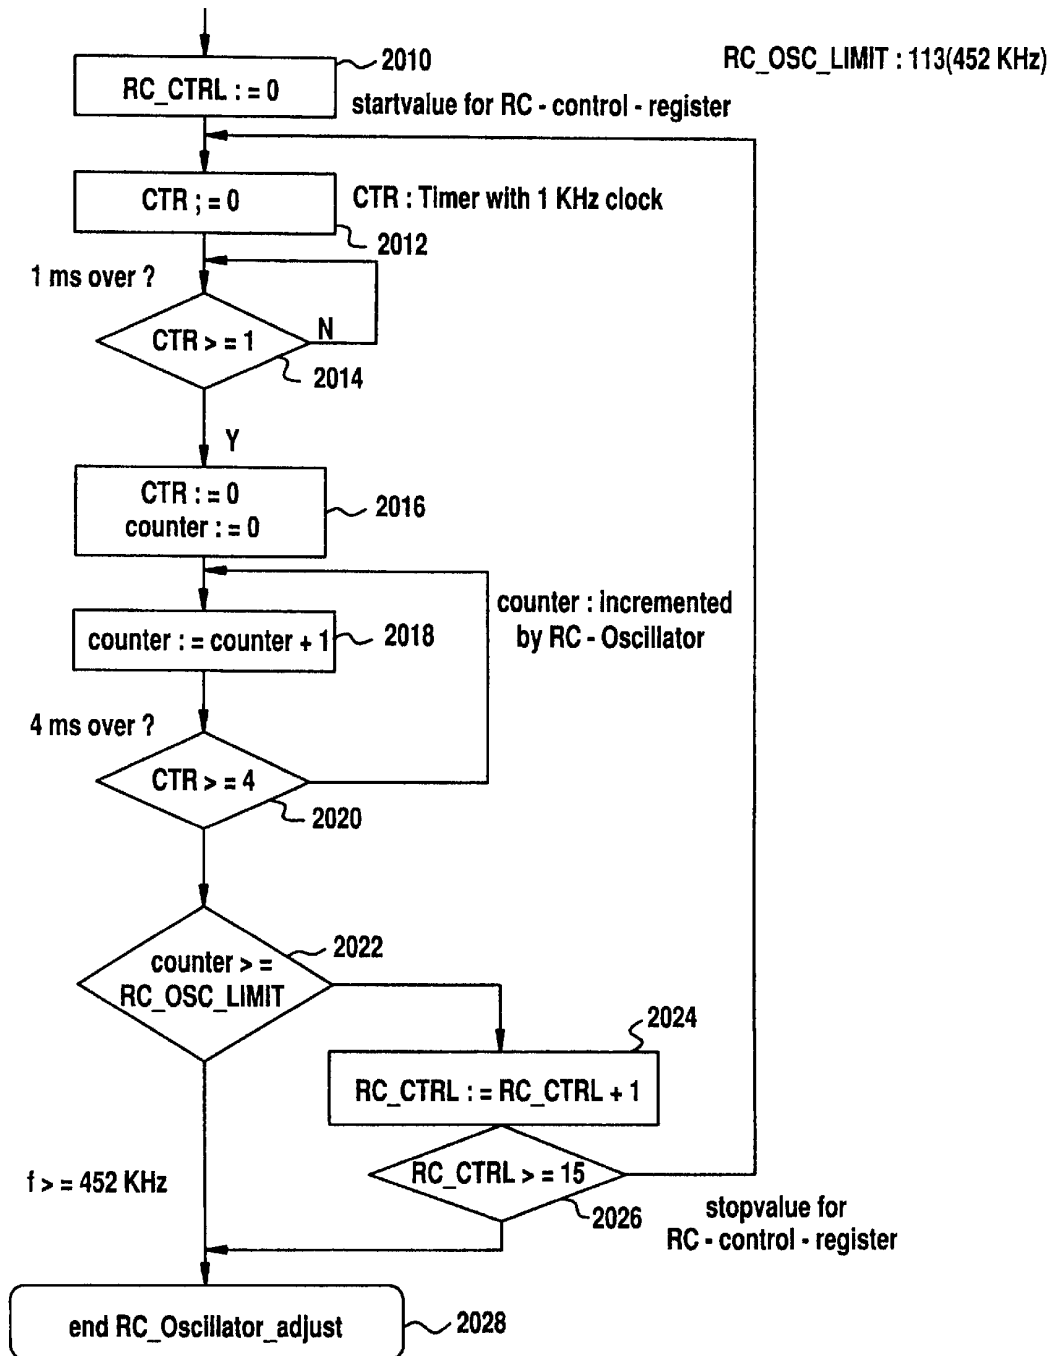 2010
RC_OSC_LIMIT : 113(452 KHz)
RC_CTRL : = 0
startvalue for RC - control - register
CTR ; = 0
CTR : Timer with 1 KHz clock
2012
1 ms over ?
CTR > = 1
N
2014
Y
CTR : = 0
counter : = 0
2016
counter : incremented
by RC - Oscillator
counter : = counter + 1
2018
4 ms over ?
CTR > = 4
2020
2022
counter > =
RC_OSC_LIMIT
2024
RC_CTRL : = RC_CTRL + 1
f > = 452 KHz
RC_CTRL > = 15
2026
stopvalue for
RC - control - register
end RC_Oscillator_adjust
2028